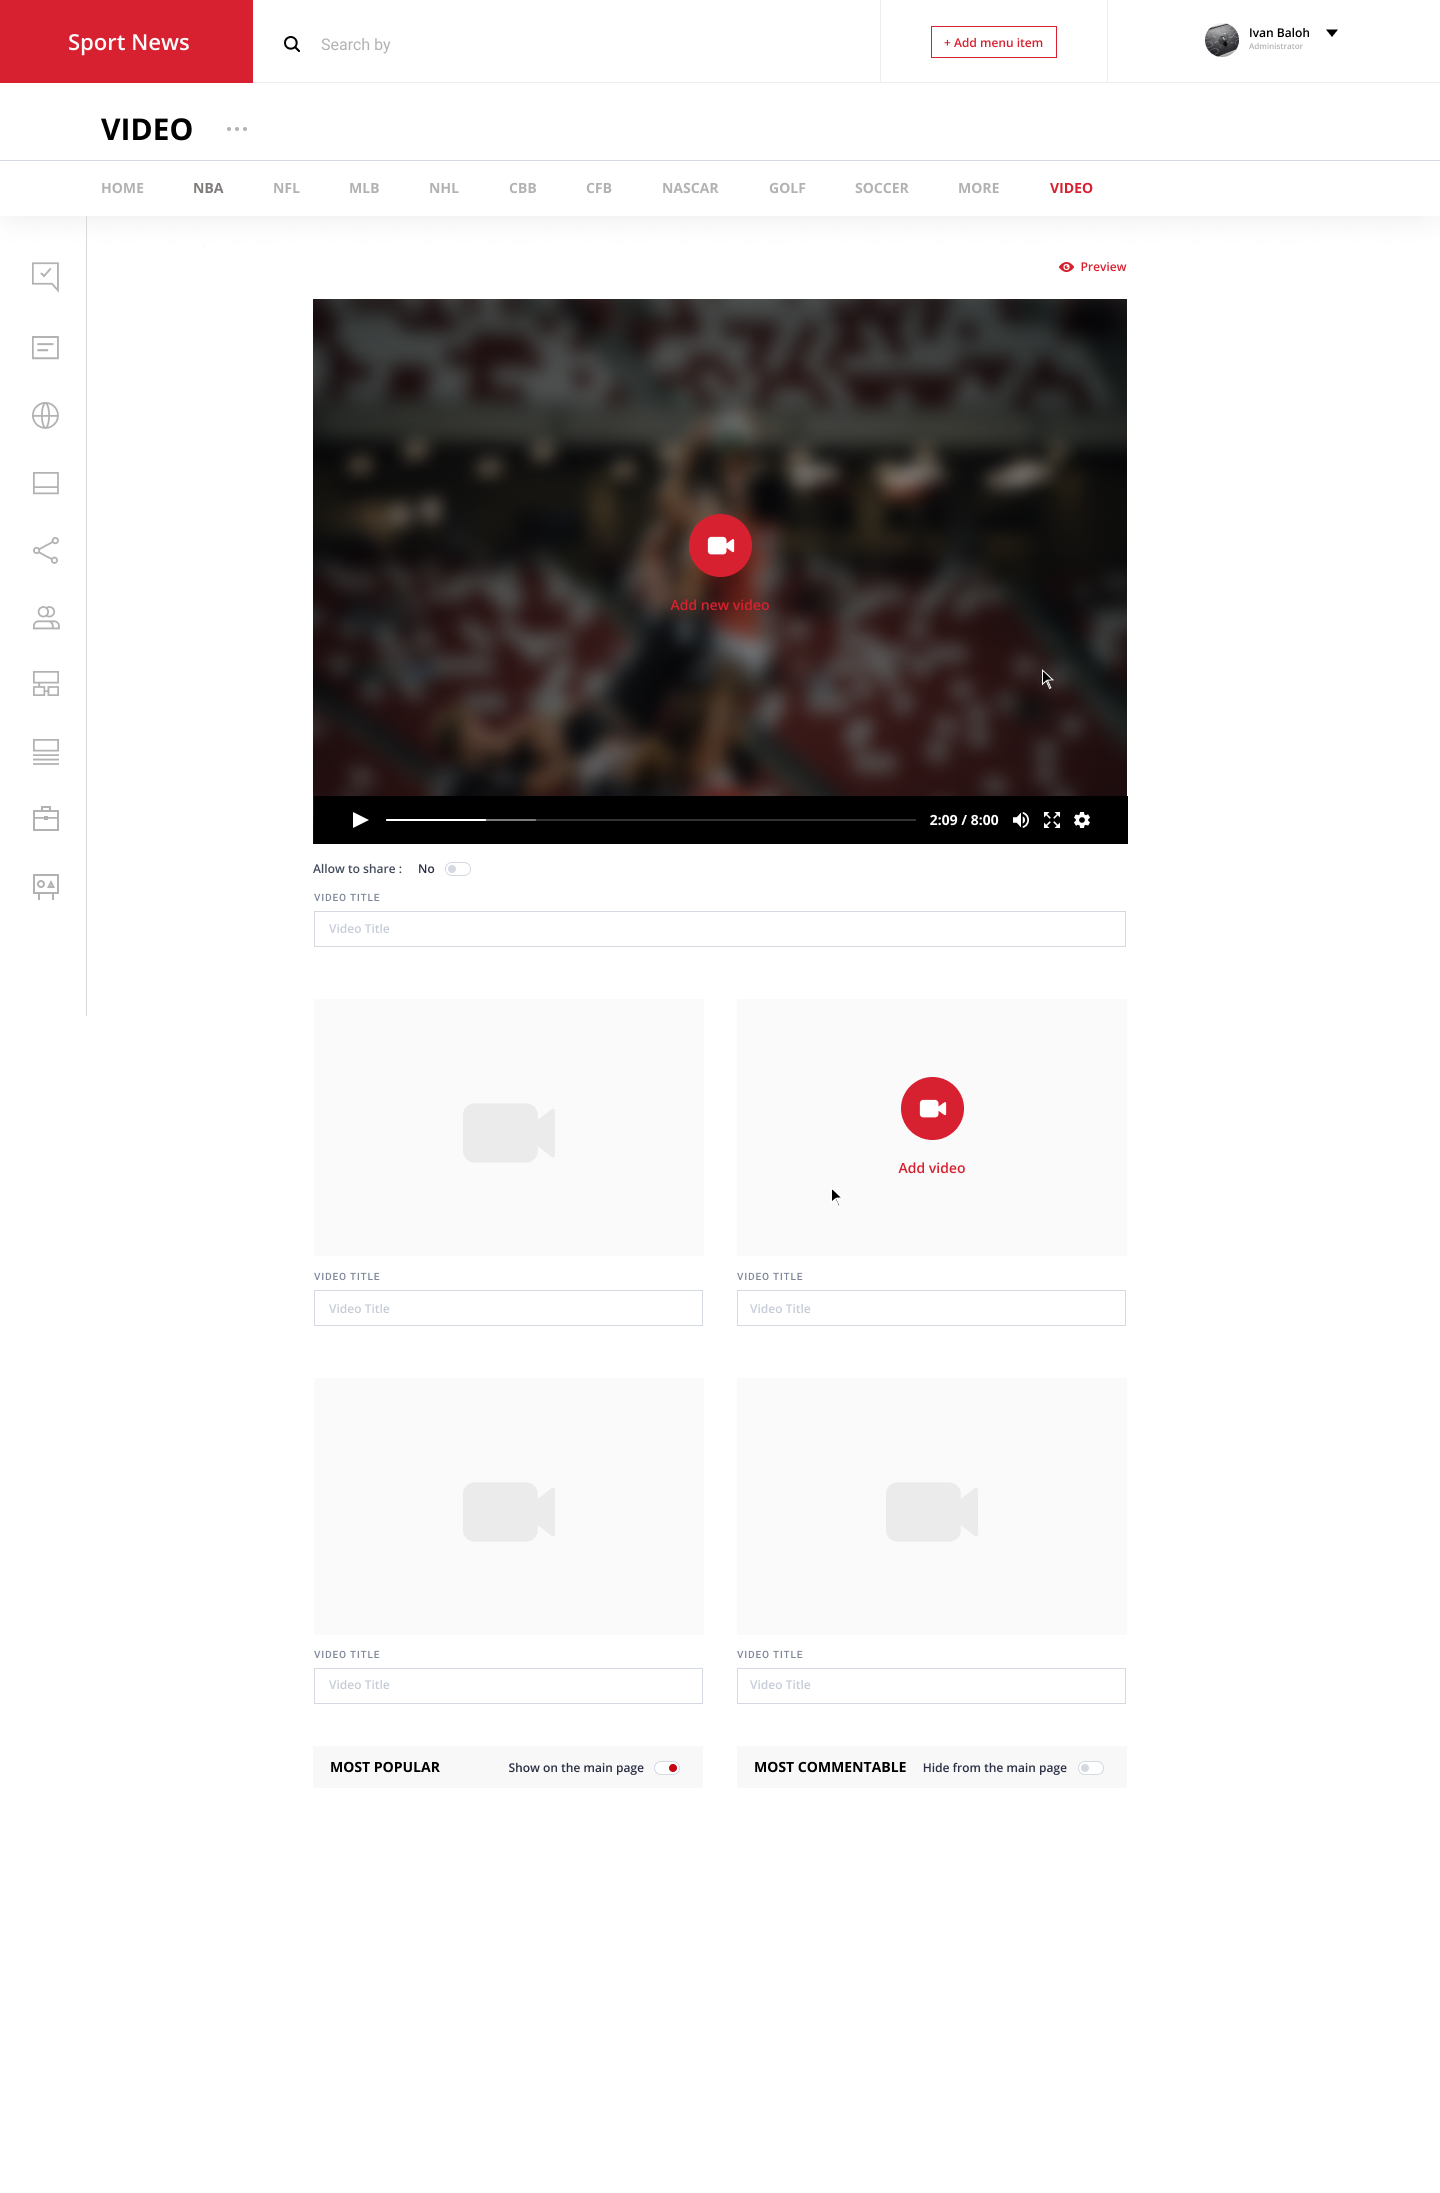 Sport News
Search by
+ Add menu item
Ivan Baloh
Administrator
VIDEO
HOME NBA NFL MLB NHL CBB CFB NASCAR GOLF SOCCER MORE VIDEO
Preview
Add new video
2:09 / 8:00
Allow to share : No
VIDEO TITLE
Video Title
Add video
VIDEO TITLE VIDEO TITLE
Video Title Video Title
VIDEO TITLE VIDEO TITLE
Video Title Video Title
MOST POPULAR Show on the main page MOST COMMENTABLE Hide from the main page